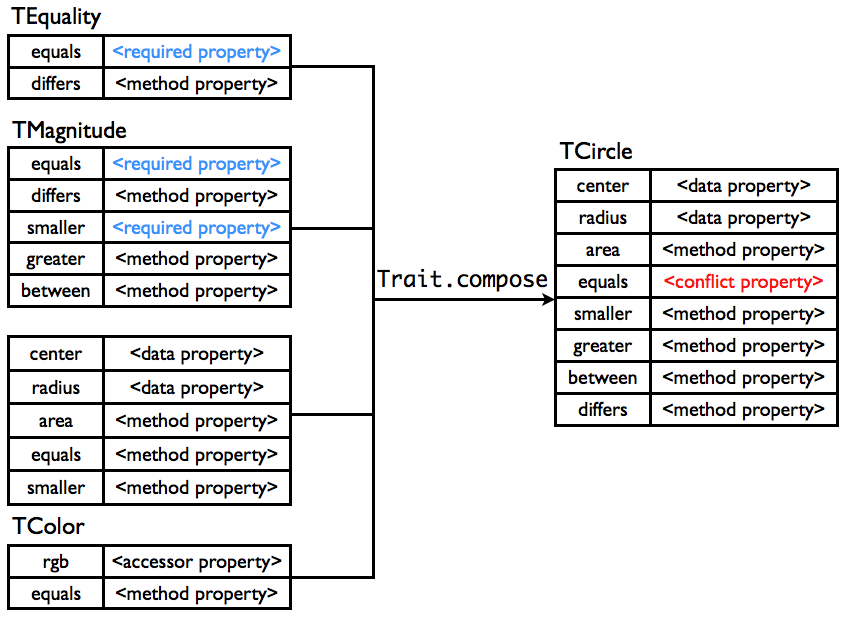 TEquality
equals <required property>
differs <method property>
TMagnitude
equals <required property>
differs <method property>
smaller <required property>
greater <method property>
between <method property>
center <data property>
radius <data property>
area <method property>
equals <method property>
smaller <method property>
TColor
rgb <accessor property>
equals <method property>
Trait.compose
TCircle
center <data property>
radius <data property>
area <method property>
equals <conflict property>
smaller <method property>
greater <method property>
between <method property>
differs <method property>